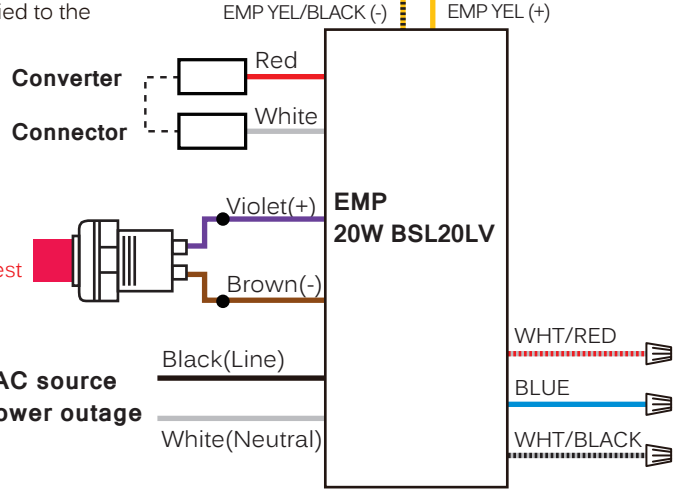 ied to the
EMP YEL/BLACK (-)
EMP YEL (+)
Converter
Red
Connector
White
Violet(+)
EMP
20W BSL20LV
est
Brown(-)
WHT/RED
Black(Line)
AC source
BLUE
ower outage
White(Neutral)
WHT/BLACK